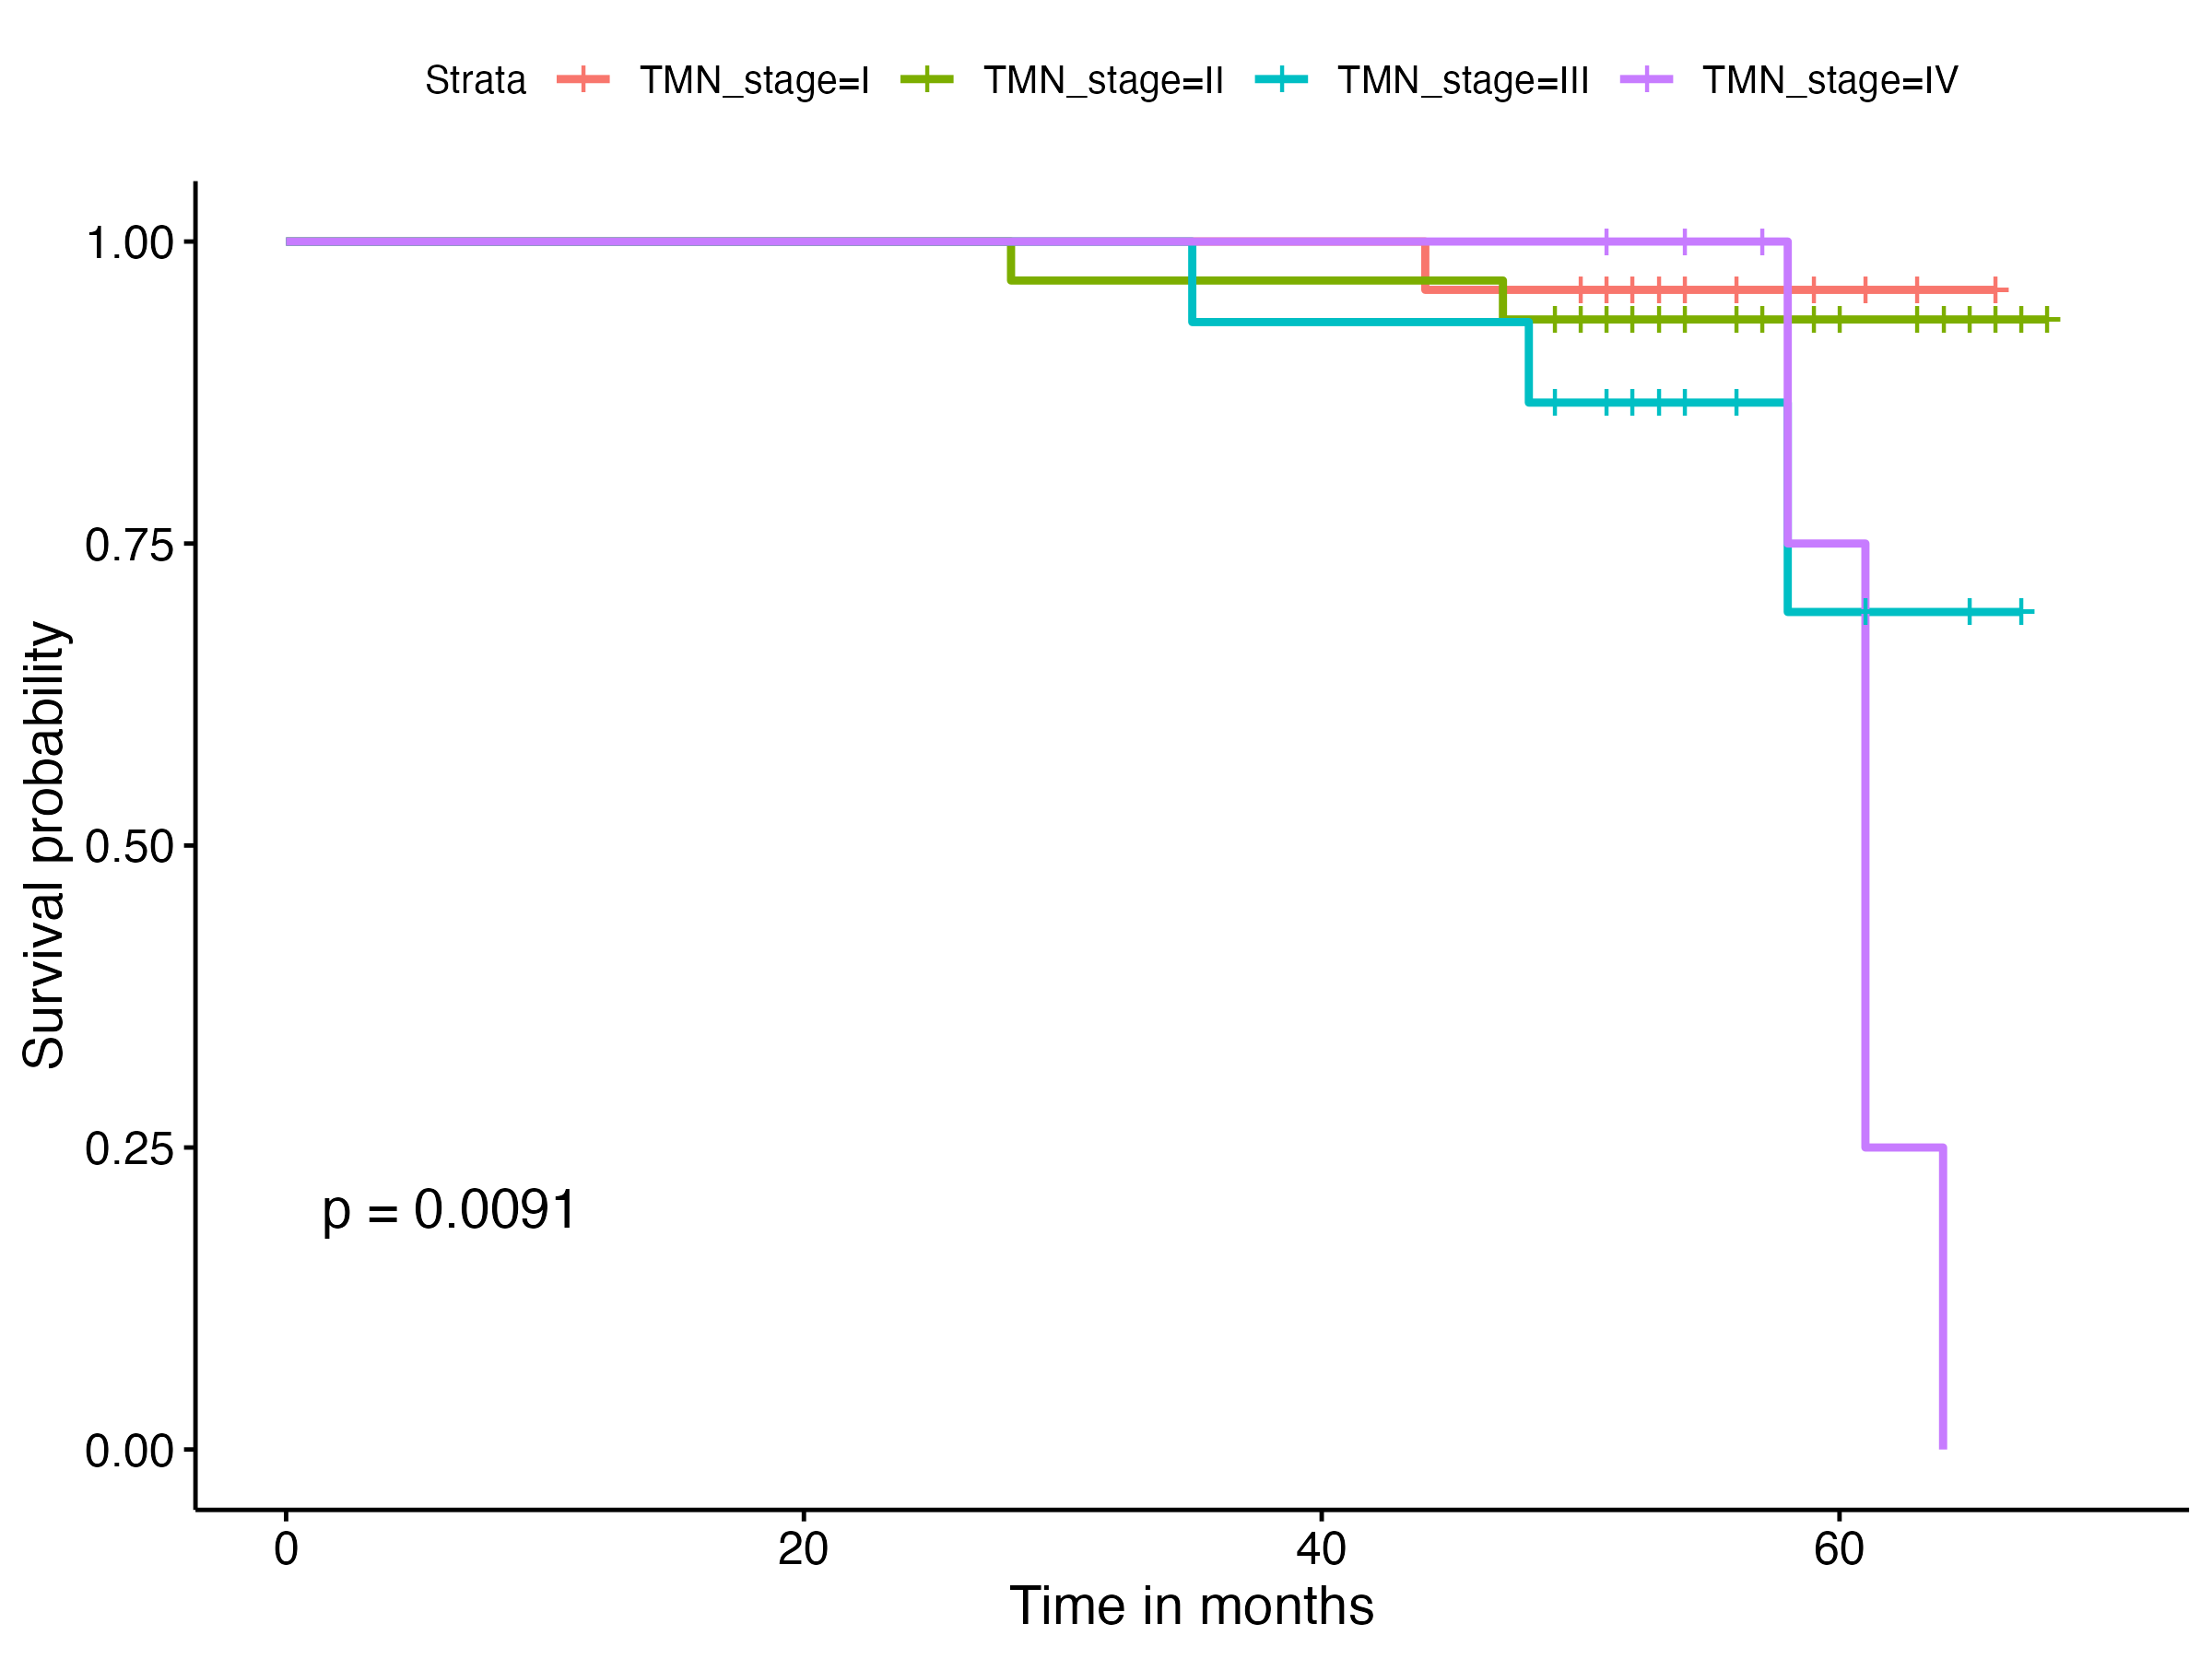 Strata TMN_stage=I TMN_stage=II TMN_stage=III TMN_stage=IV
1.00
0.75
0.50
0.25
0.00
Survival probability
p = 0.0091
0 20 40 60
Time in months